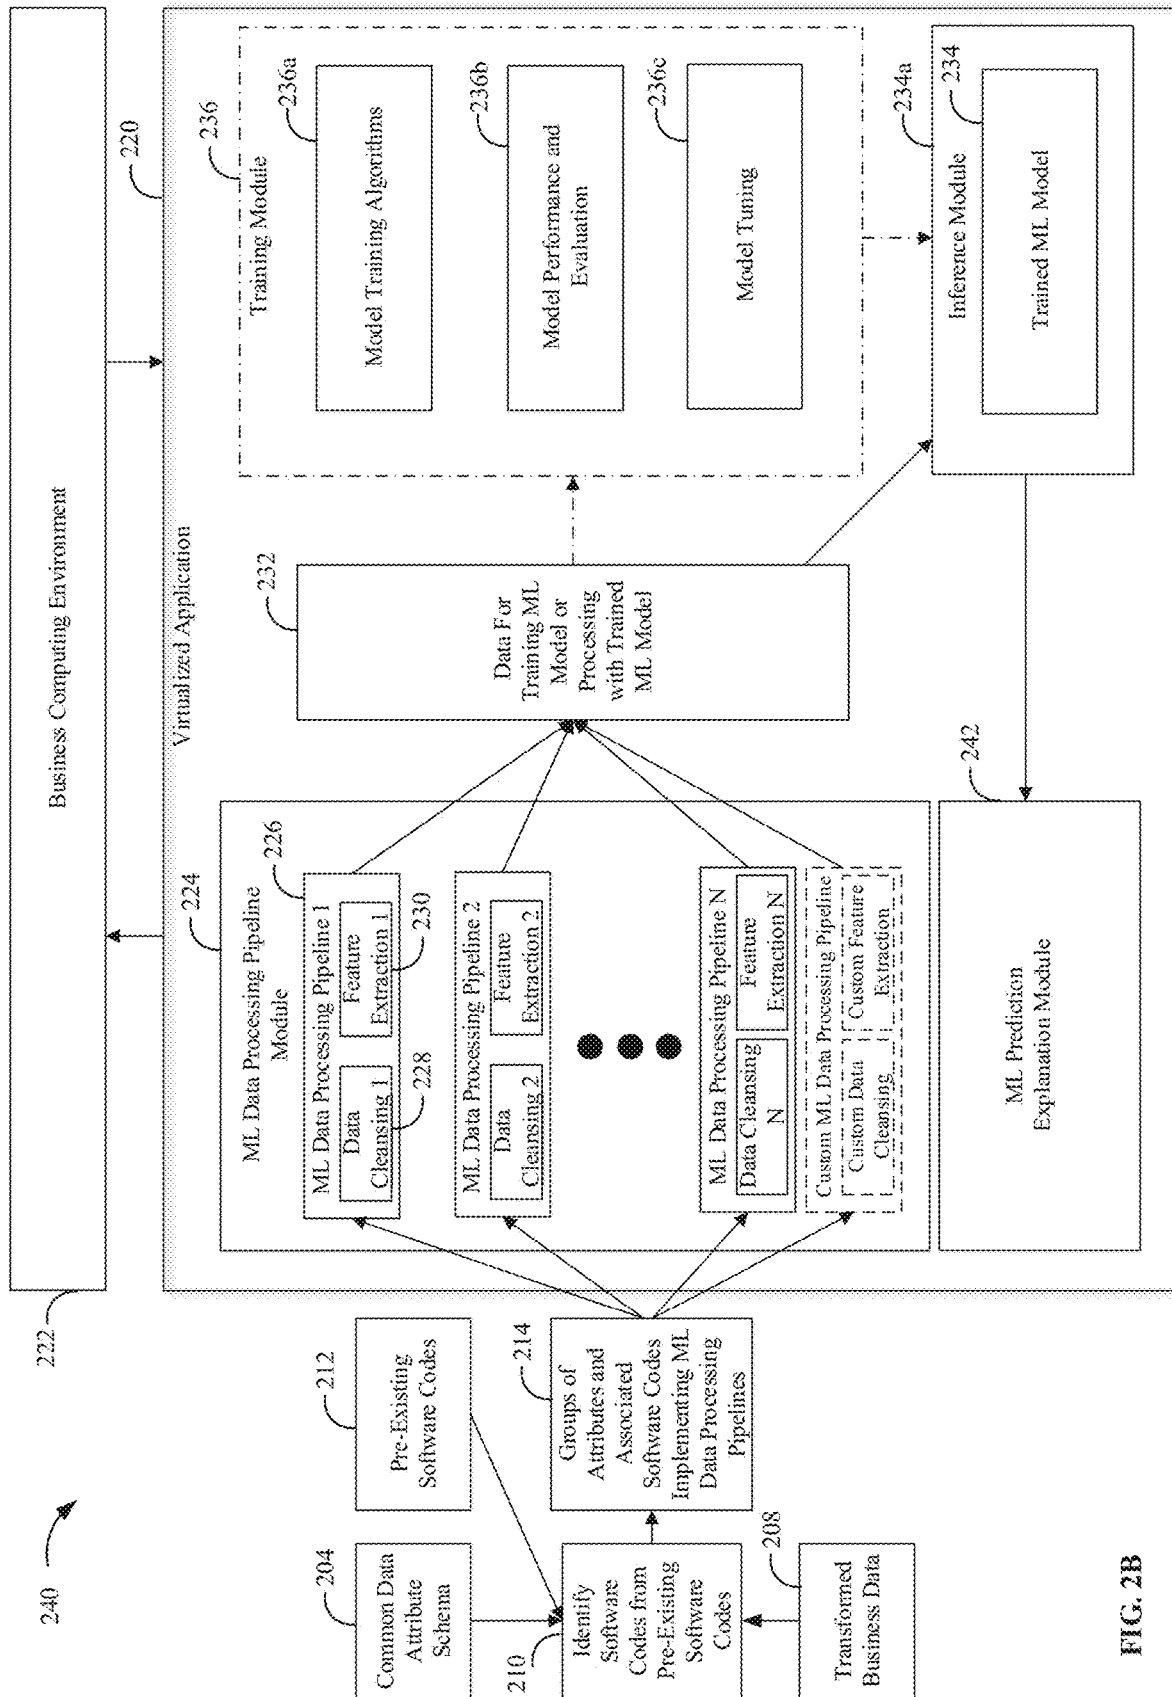 240
222
Business Computing Environment
220
Virtualized Application
204
Common Data
Attribute
Schema
212
Pre-Existing
Software Codes
210
Identify
Software
Codes from
Pre-Existing
Software
Codes
208
Transformed
Business Data
214
Groups of
Attributes and
Associated
Software Codes
Implementing ML
Data Processing
Pipelines
224
ML Data Processing Pipeline
Module
226
ML Data Processing Pipeline 1
Data
Cleansing 1
228
Feature
Extraction 1
230
ML Data Processing Pipeline 2
Data
Cleansing 2
Feature
Extraction 2
ML Data Processing Pipeline N
Data Cleansing
N
Feature
Extraction N
Custom ML Data Processing Pipeline
Custom Data
Cleansing
Custom Feature
Extraction
232
Data For
Training ML
Model or
Processing
with Trained
ML Model
236
Training Module
236a
Model Training Algorithms
236b
Model Performance and
Evaluation
236c
Model Tuning
234a
Inference Module
234
Trained ML Model
242
ML Prediction
Explanation Module
FIG. 2B